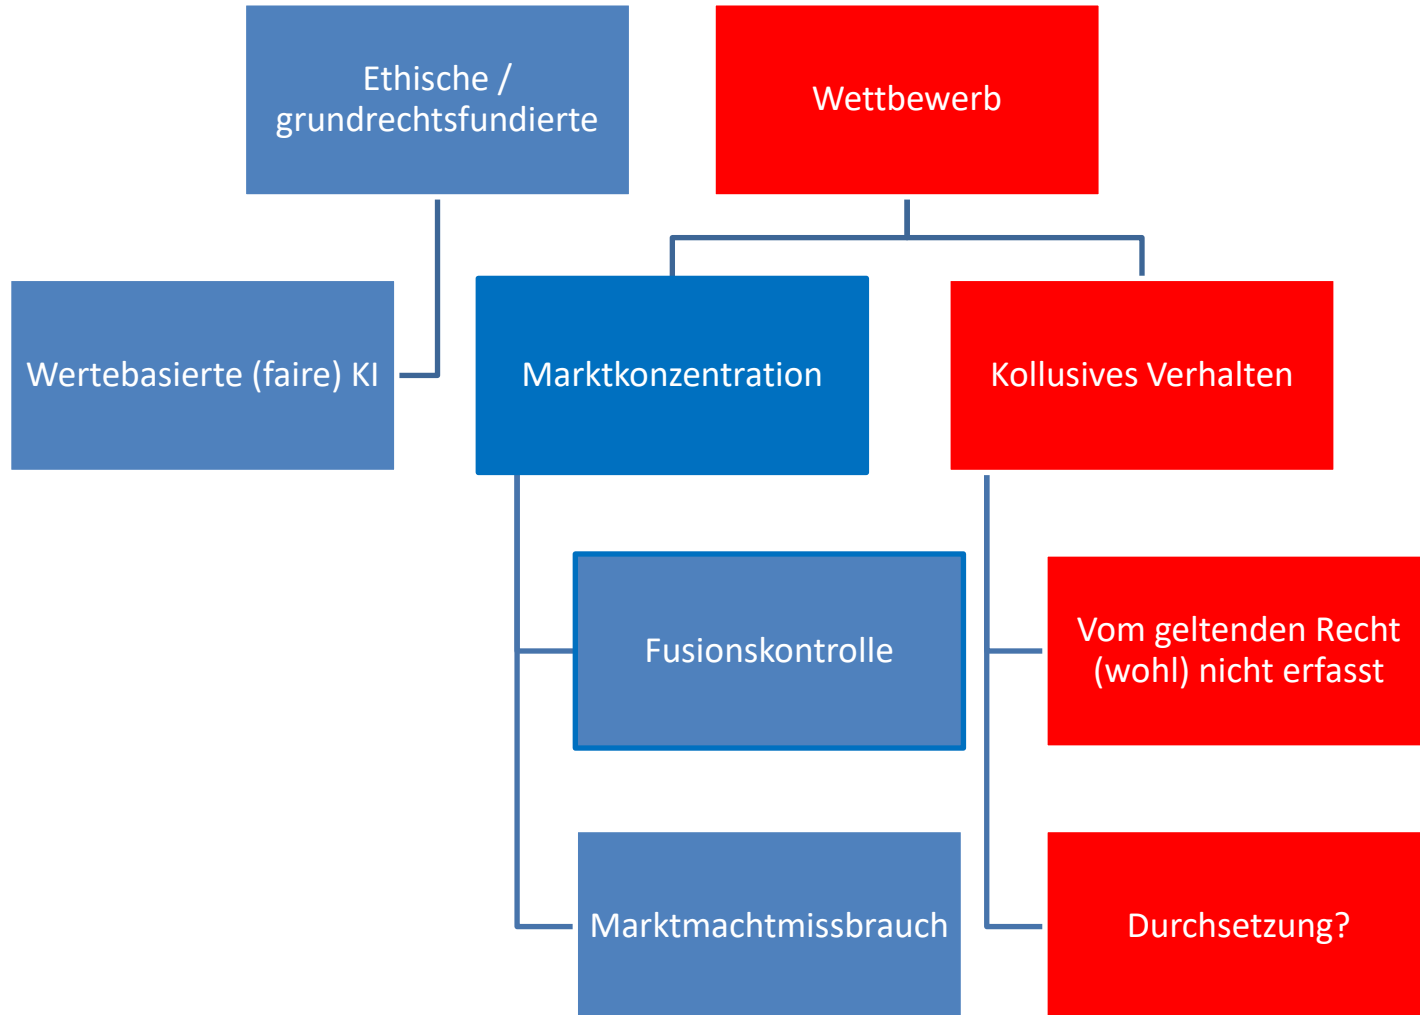 Ethische /
grundrechtsfundierte
Wettbewerb
Wertebasierte (faire) KI
Marktkonzentration
Kollusives Verhalten
Fusionskontrolle
Vom geltenden Recht
(wohl) nicht erfasst
Marktmachtmissbrauch
Durchsetzung?